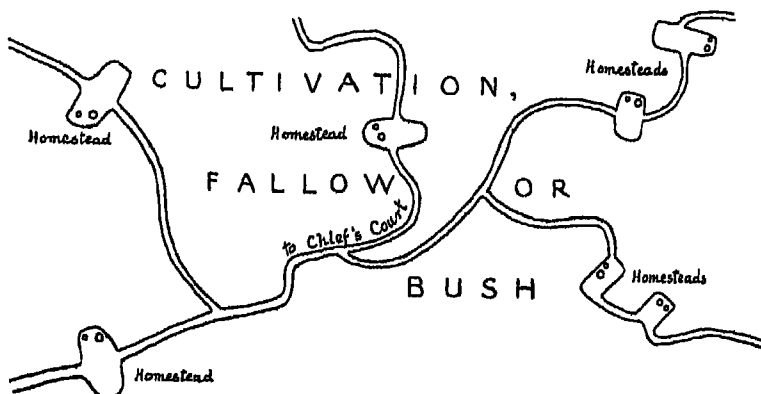 Homesteads
CULTIVATION,
Homestead
Homestead
FALLOW OR
to Chief's Court
Homesteads
BUSH
Homestead